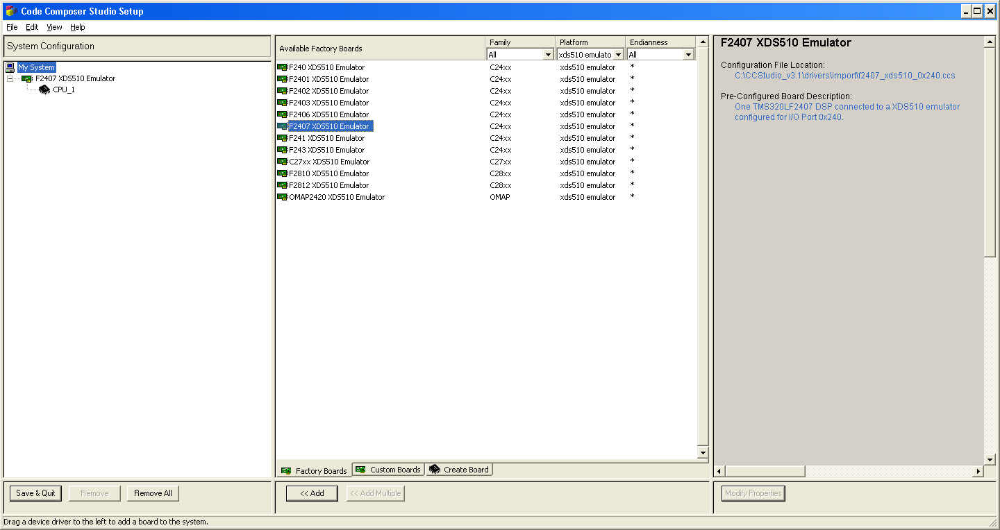 Code Composer Studio Setup
File Edit View Help
System Configuration
My System
F2407 XDS510 Emulator
CPU_1
Save & Quit Remove Remove All
Available Factory Boards Family Platform Endianness
All xds510 emulato All
F240 XDS510 Emulator C24xx xds510 emulator *
F2401 XDS510 Emulator C24xx xds510 emulator *
F2402 XDS510 Emulator C24xx xds510 emulator *
F2403 XDS510 Emulator C24xx xds510 emulator *
F2406 XDS510 Emulator C24xx xds510 emulator *
F2407 XDS510 Emulator C24xx xds510 emulator *
F241 XDS510 Emulator C24xx xds510 emulator *
F243 XDS510 Emulator C24xx xds510 emulator *
C27xx XDS510 Emulator C27xx xds510 emulator *
F2810 XDS510 Emulator C28xx xds510 emulator *
F2812 XDS510 Emulator C28xx xds510 emulator *
OMAP2420 XDS510 Emulator OMAP xds510 emulator *
Factory Boards Custom Boards Create Board
<< Add << Add Multiple
F2407 XDS510 Emulator
Configuration File Location:
C:\CCStudio_v3.1\drivers\import\f2407_xds510_0x240.ccs
Pre-Configured Board Description:
One TMS320LF2407 DSP connected to a XDS510 emulator
configured for I/O Port 0x240.
Modify Properties
Drag a device driver to the left to add a board to the system.